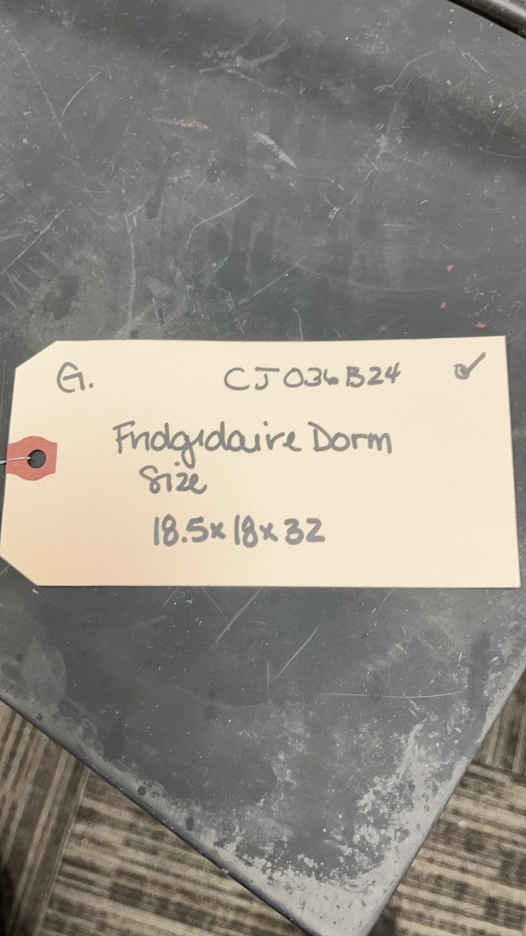 G. CJ036B24
Fridgidaire Dorm
Size
18.5x18x32